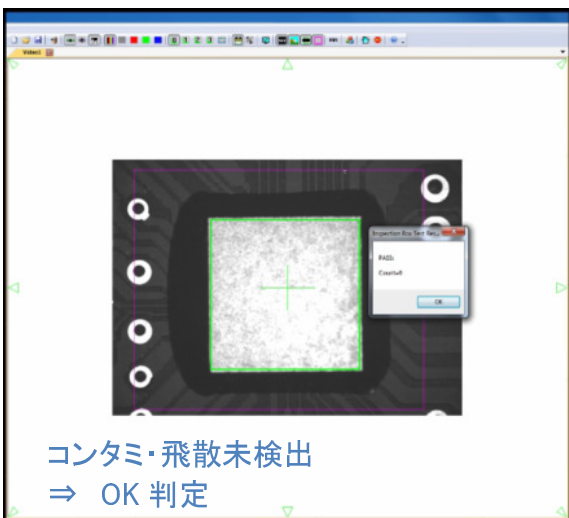 Video1
Inspection Box Test Res...
PASS:
Count=0
OK
コンタミ・飛散未検出
⇒ OK 判定